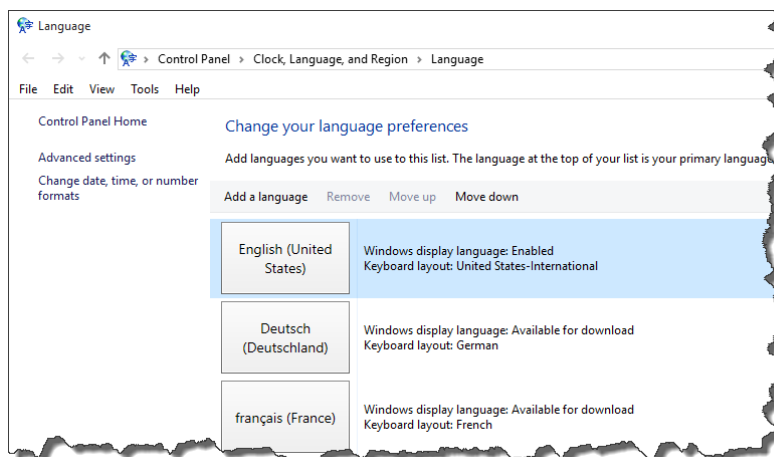 Language
Control Panel > Clock, Language, and Region > Language
File Edit View Tools Help
Control Panel Home
Advanced settings
Change date, time, or number
formats
Change your language preferences
Add languages you want to use to this list. The language at the top of your list is your primary language
Add a language Remove Move up Move down
English (United
States)
Windows display language: Enabled
Keyboard layout: United States-International
Deutsch
(Deutschland)
Windows display language: Available for download
Keyboard layout: German
français (France)
Windows display language: Available for download
Keyboard layout: French